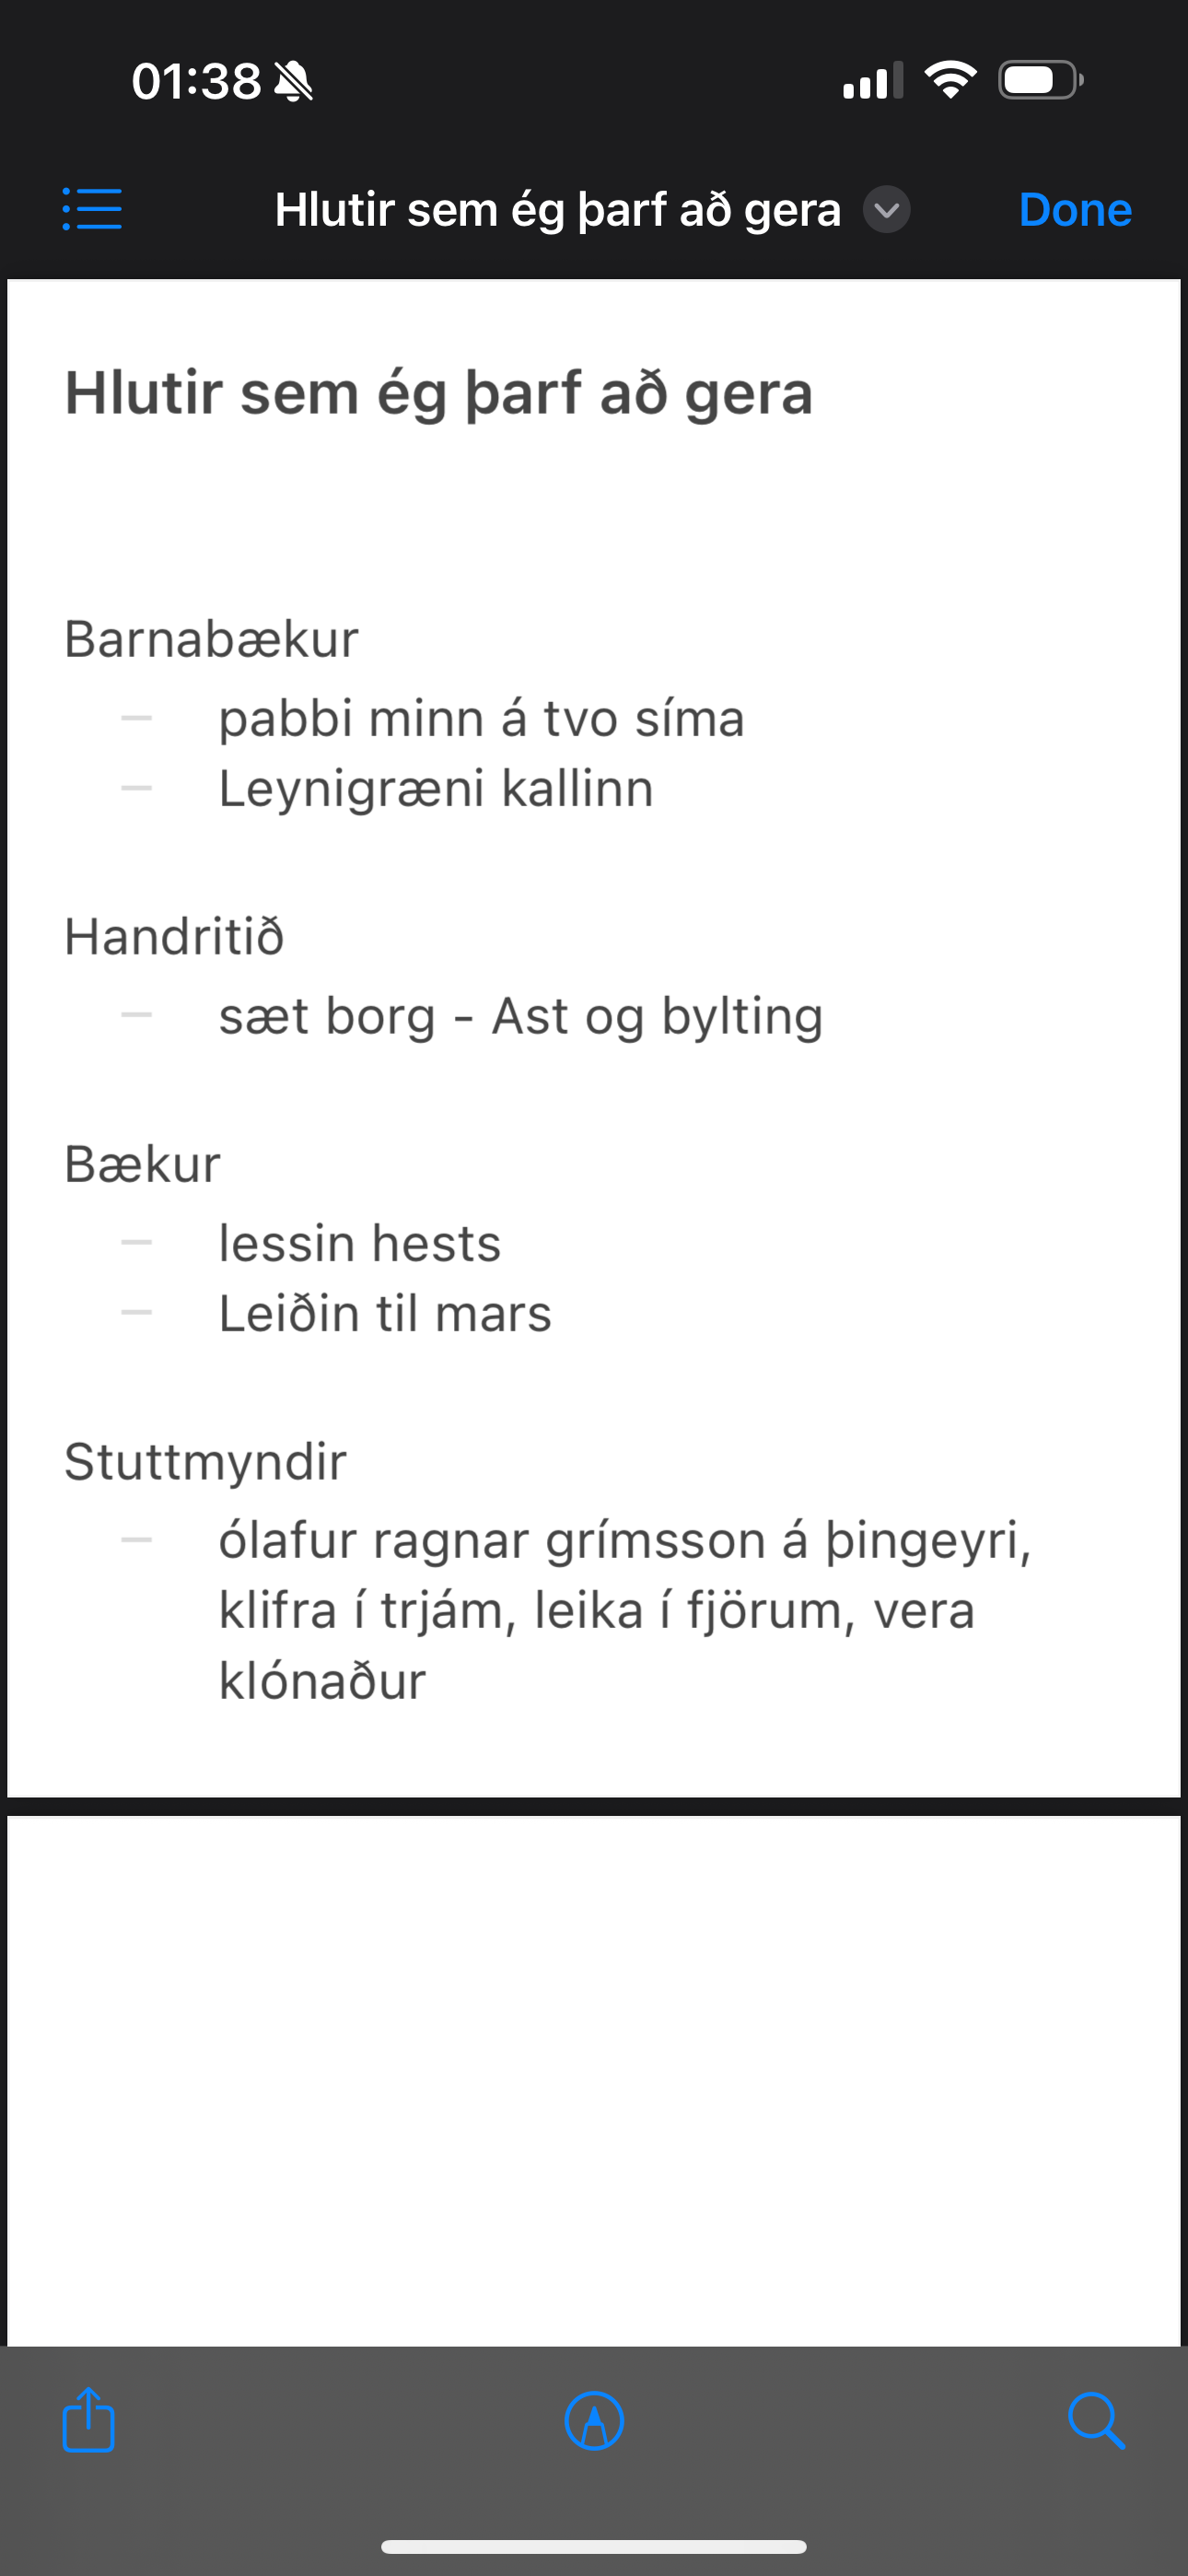 01:38
Hlutir sem ég þarf að gera
Done
Hlutir sem ég þarf að gera
Barnabækur
– pabbi minn á tvo síma
– Leynigræni kallinn
Handritið
– sæt borg - Ast og bylting
Bækur
– lessin hests
– Leiðin til mars
Stuttmyndir
– ólafur ragnar grímsson á þingeyri,
klifra í trjám, leika í fjörum, vera
klónaður